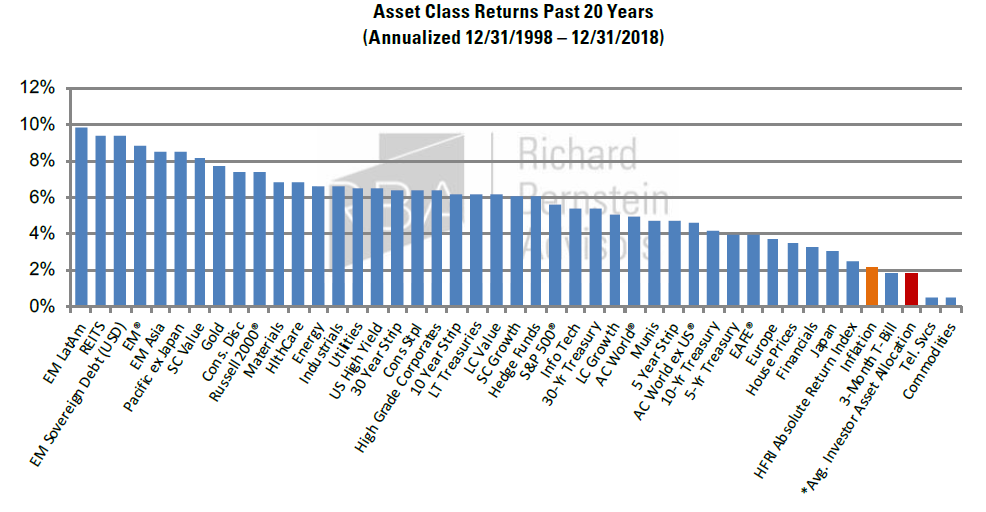 Asset Class Returns Past 20 Years
(Annualized 12/31/1998 – 12/31/2018)
12%
10%
8%
6%
4%
2%
0%
RBA
Richard
Bernstein
Advisors
EM LatAm
REITS
EM Sovereign Debt (USD)
EM®
EM Asia
Pacific ex Japan
SC Value
Gold
Cons. Disc
Russell 2000®
Materials
HlthCare
Energy
Industrials
Utilities
US High Yield
30 Year Strip
Cons Stpl
High Grade Corporates
10 Year Strip
LT Treasuries
LC Value
SC Growth
Hedge Funds
S&P 500®
Info Tech
30-Yr Treasury
LC Growth
AC World®
Munis
5 Year Strip
AC World ex US®
10-Yr Treasury
5-Yr Treasury
EAFE®
Europe
House Prices
Financials
Japan
HFRI Absolute Return Index
Inflation
3-Month T Bill
*Avg. Investor Asset Allocation
Tel. Svcs
Commodities